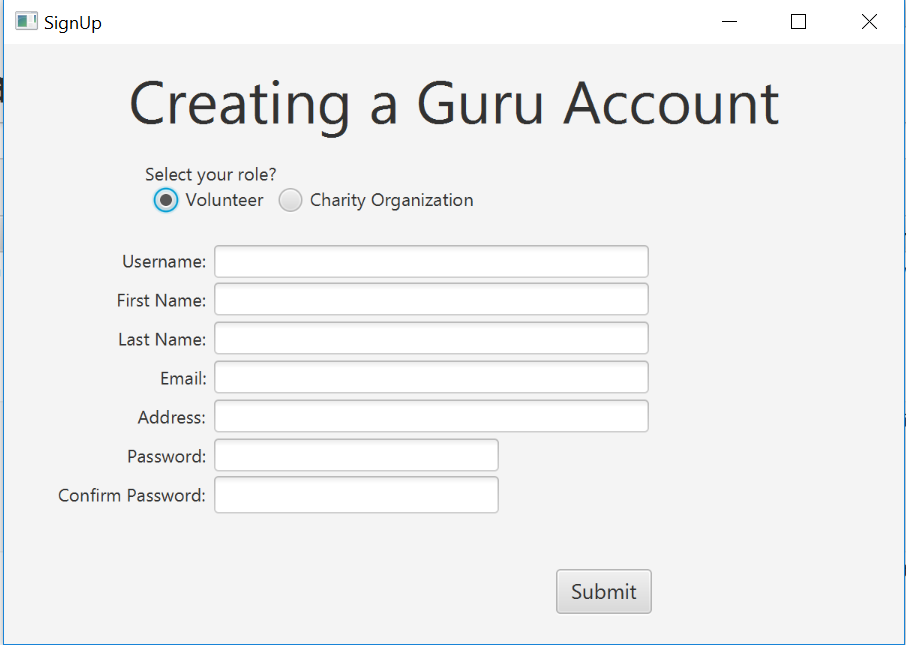 SignUp
Creating a Guru Account
Select your role?
Volunteer Charity Organization
Username:
First Name:
Last Name:
Email:
Address:
Password:
Confirm Password:
Submit